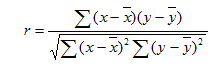 r = ∑(x − x̄)(y − ȳ) / √(∑(x − x̄)² ∑(y − ȳ)²)